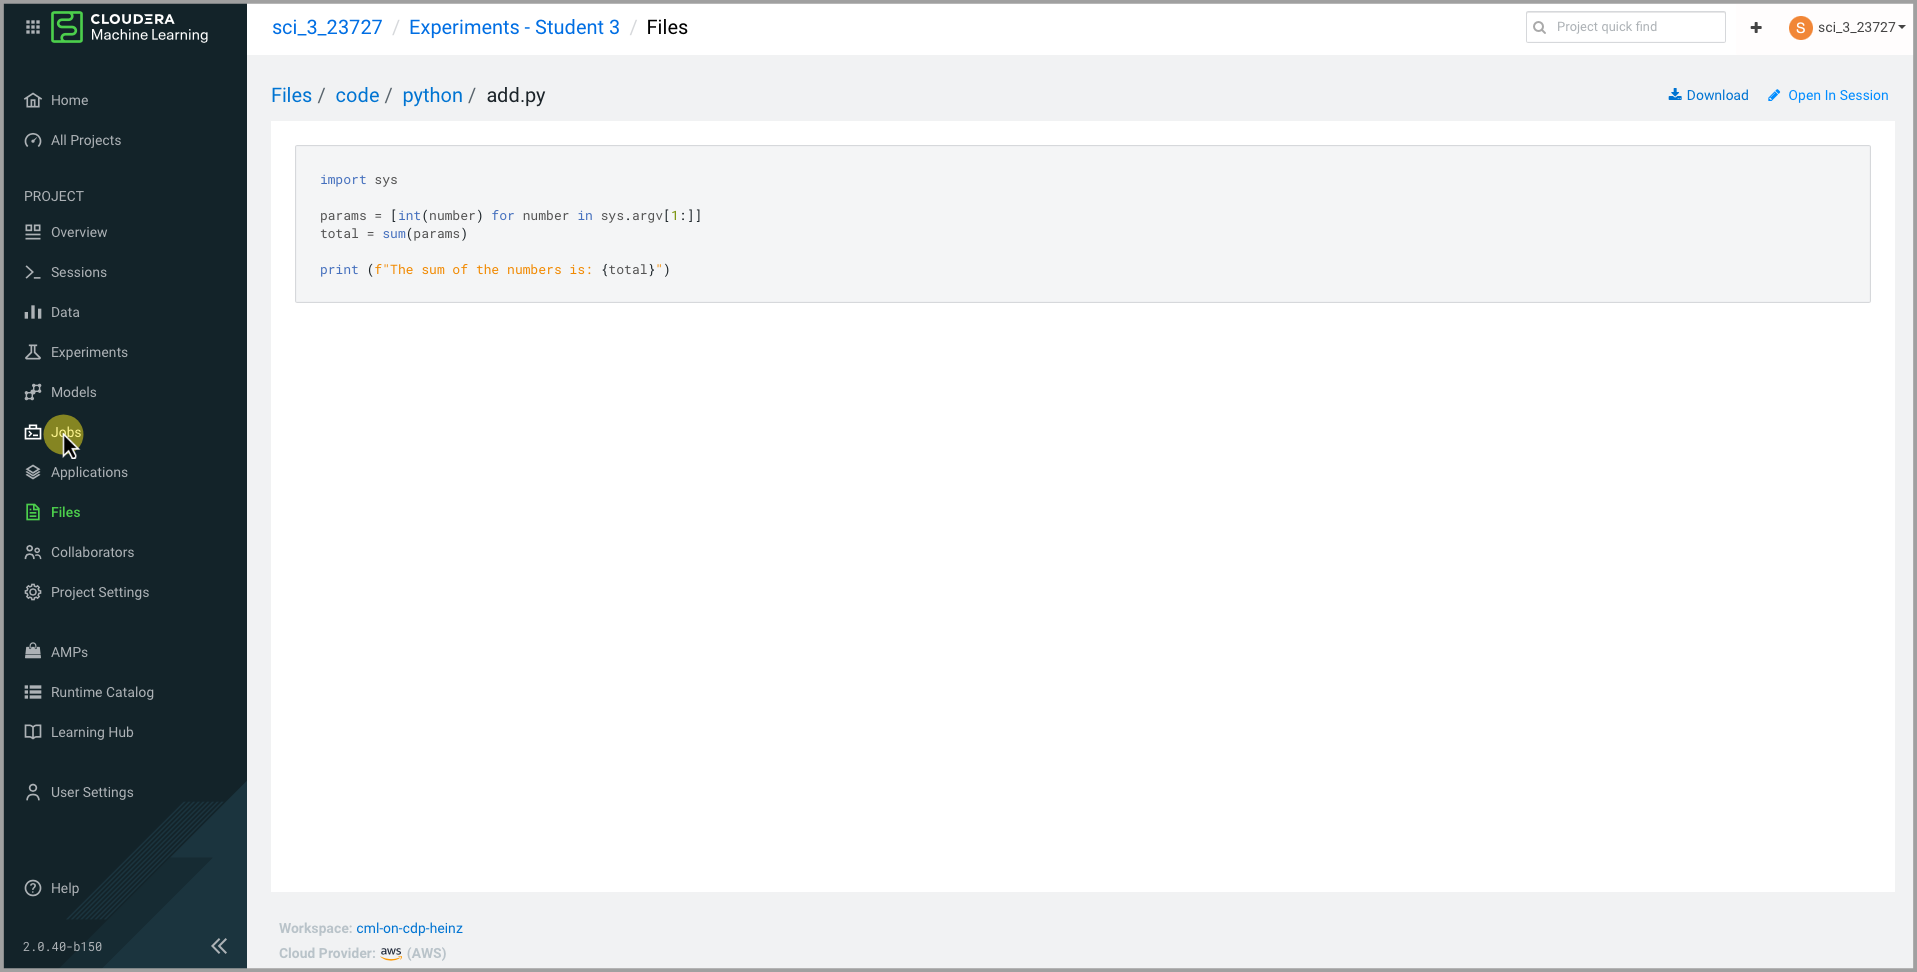 CLOUDERA
Machine Learning
sci_3_23727 / Experiments - Student 3 / Files
Project quick find
+
S sci_3_23727
Home
All Projects
PROJECT
Overview
Sessions
Data
Experiments
Models
Jobs
Applications
Files
Collaborators
Project Settings
AMPs
Runtime Catalog
Learning Hub
User Settings
Help
2.0.40-b150
Files / code / python / add.py
Download
Open In Session
import sys
params = [int(number) for number in sys.argv[1:]]
total = sum(params)
print (f"The sum of the numbers is: {total}")
Workspace: cml-on-cdp-heinz
Cloud Provider: aws (AWS)